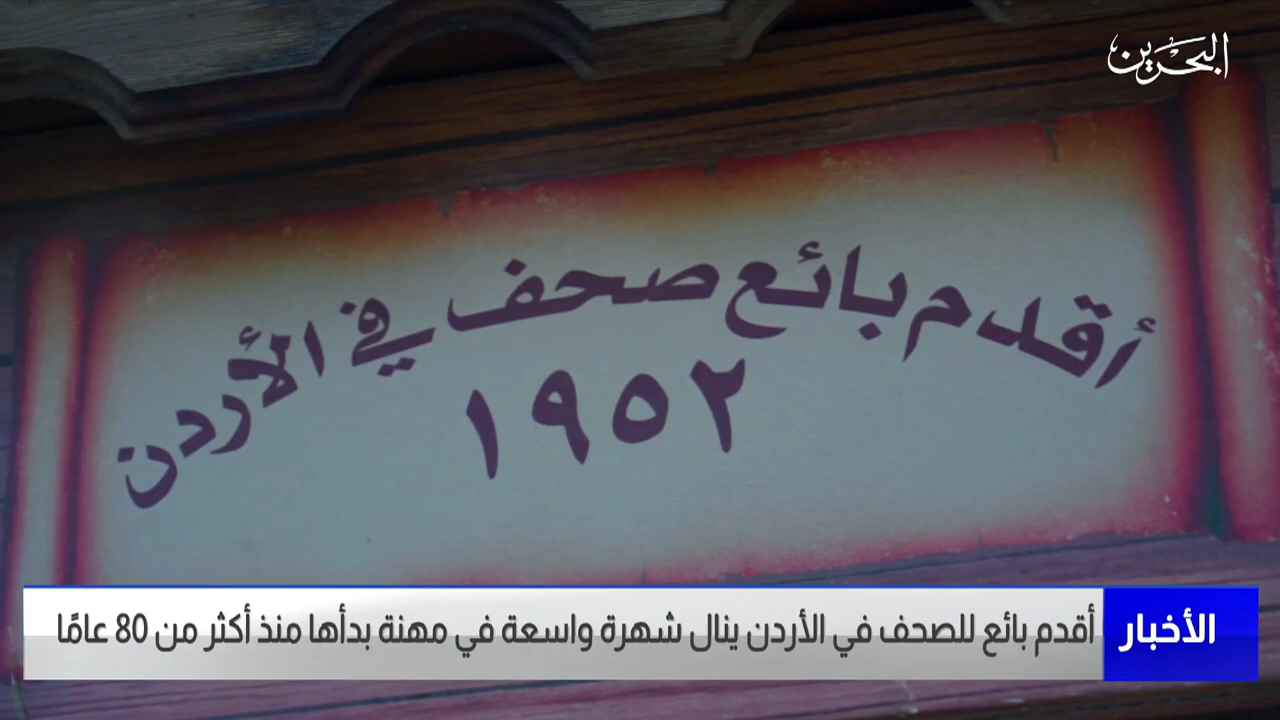 البحرين
أقدم بائع صحف في الأردن
١٩٥٢
الأخبار
أقدم بائع للصحف في الأردن ينال شهرة واسعة في مهنة بدأها منذ أكثر من 80 عامًا